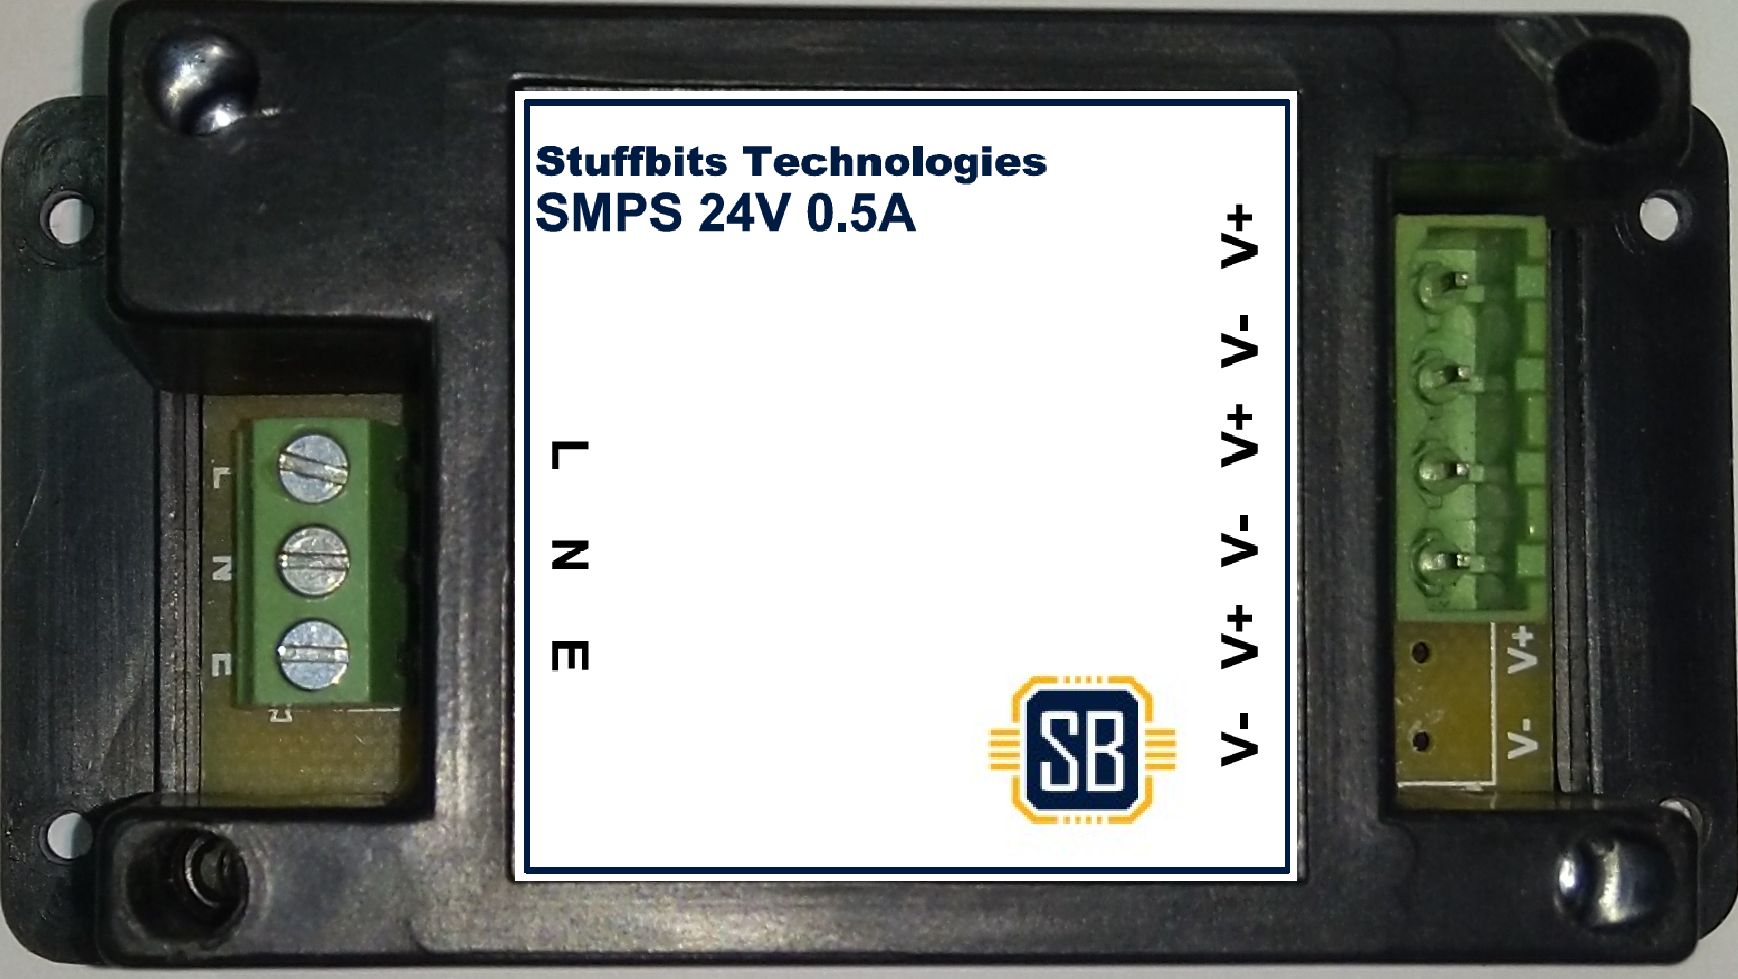 Stuffbits Technologies
SMPS 24V 0.5A
L
N
E
V+
V-
V+
V-
V+
V-
SB
L
N
V+
V-